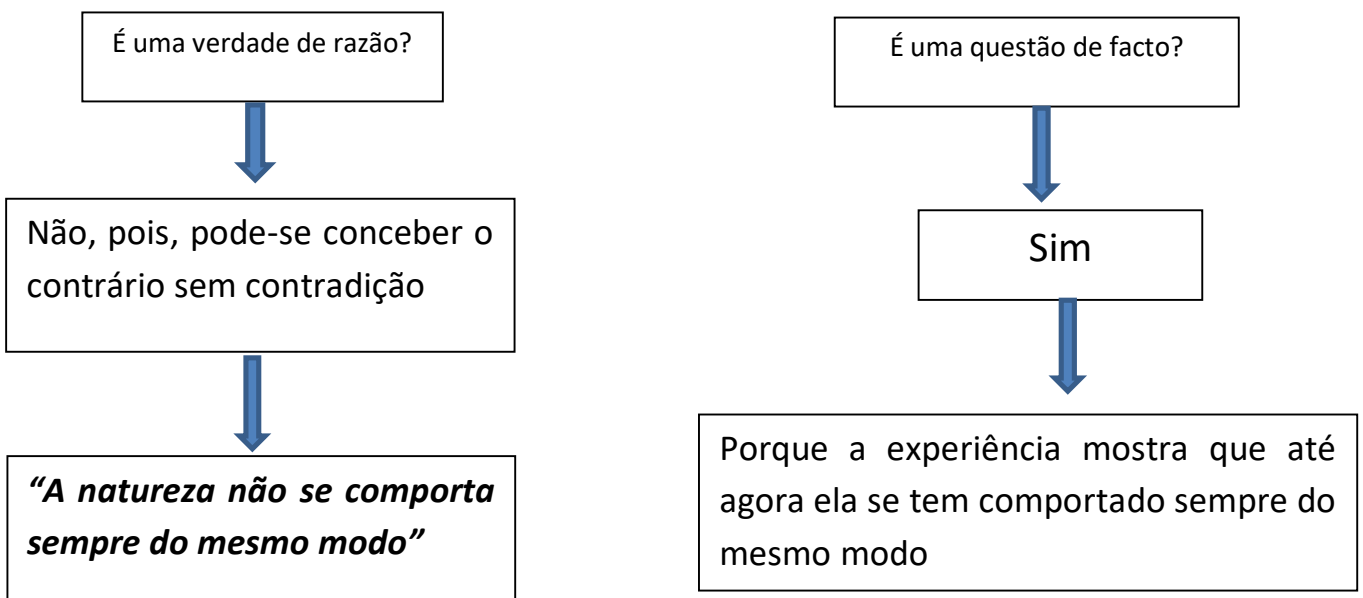 É uma verdade de razão?
Não, pois, pode-se conceber o
contrário sem contradição
“A natureza não se comporta
sempre do mesmo modo”
É uma questão de facto?
Sim
Porque a experiência mostra que até
agora ela se tem comportado sempre do
mesmo modo